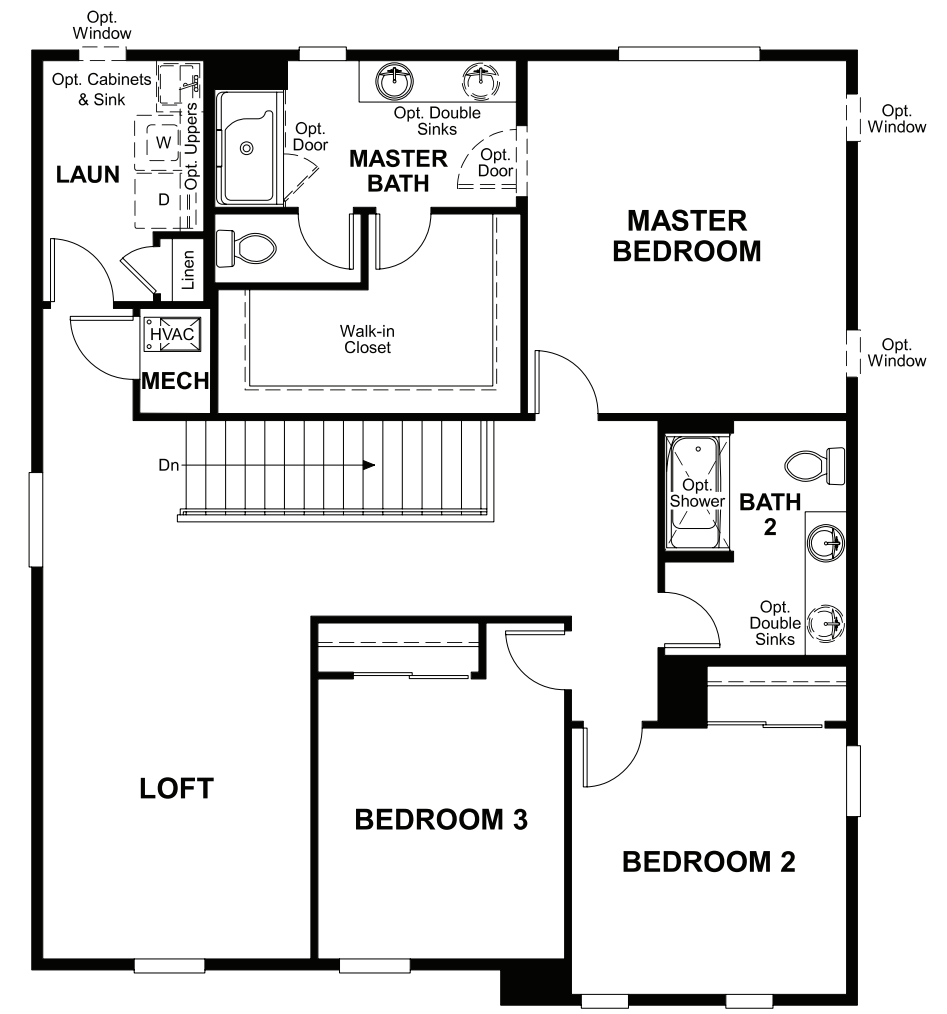 Opt.
Window
Opt. Cabinets
& Sink
Opt. Uppers
W
D
LAUN
Linen
Opt.
Door
Opt. Double
Sinks
MASTER
BATH
Opt.
Door
MASTER
BEDROOM
Opt.
Window
Opt.
Window
HVAC
MECH
Walk-in
Closet
Dn
Opt.
Shower
BATH
2
Opt.
Double
Sinks
LOFT
BEDROOM 3
BEDROOM 2